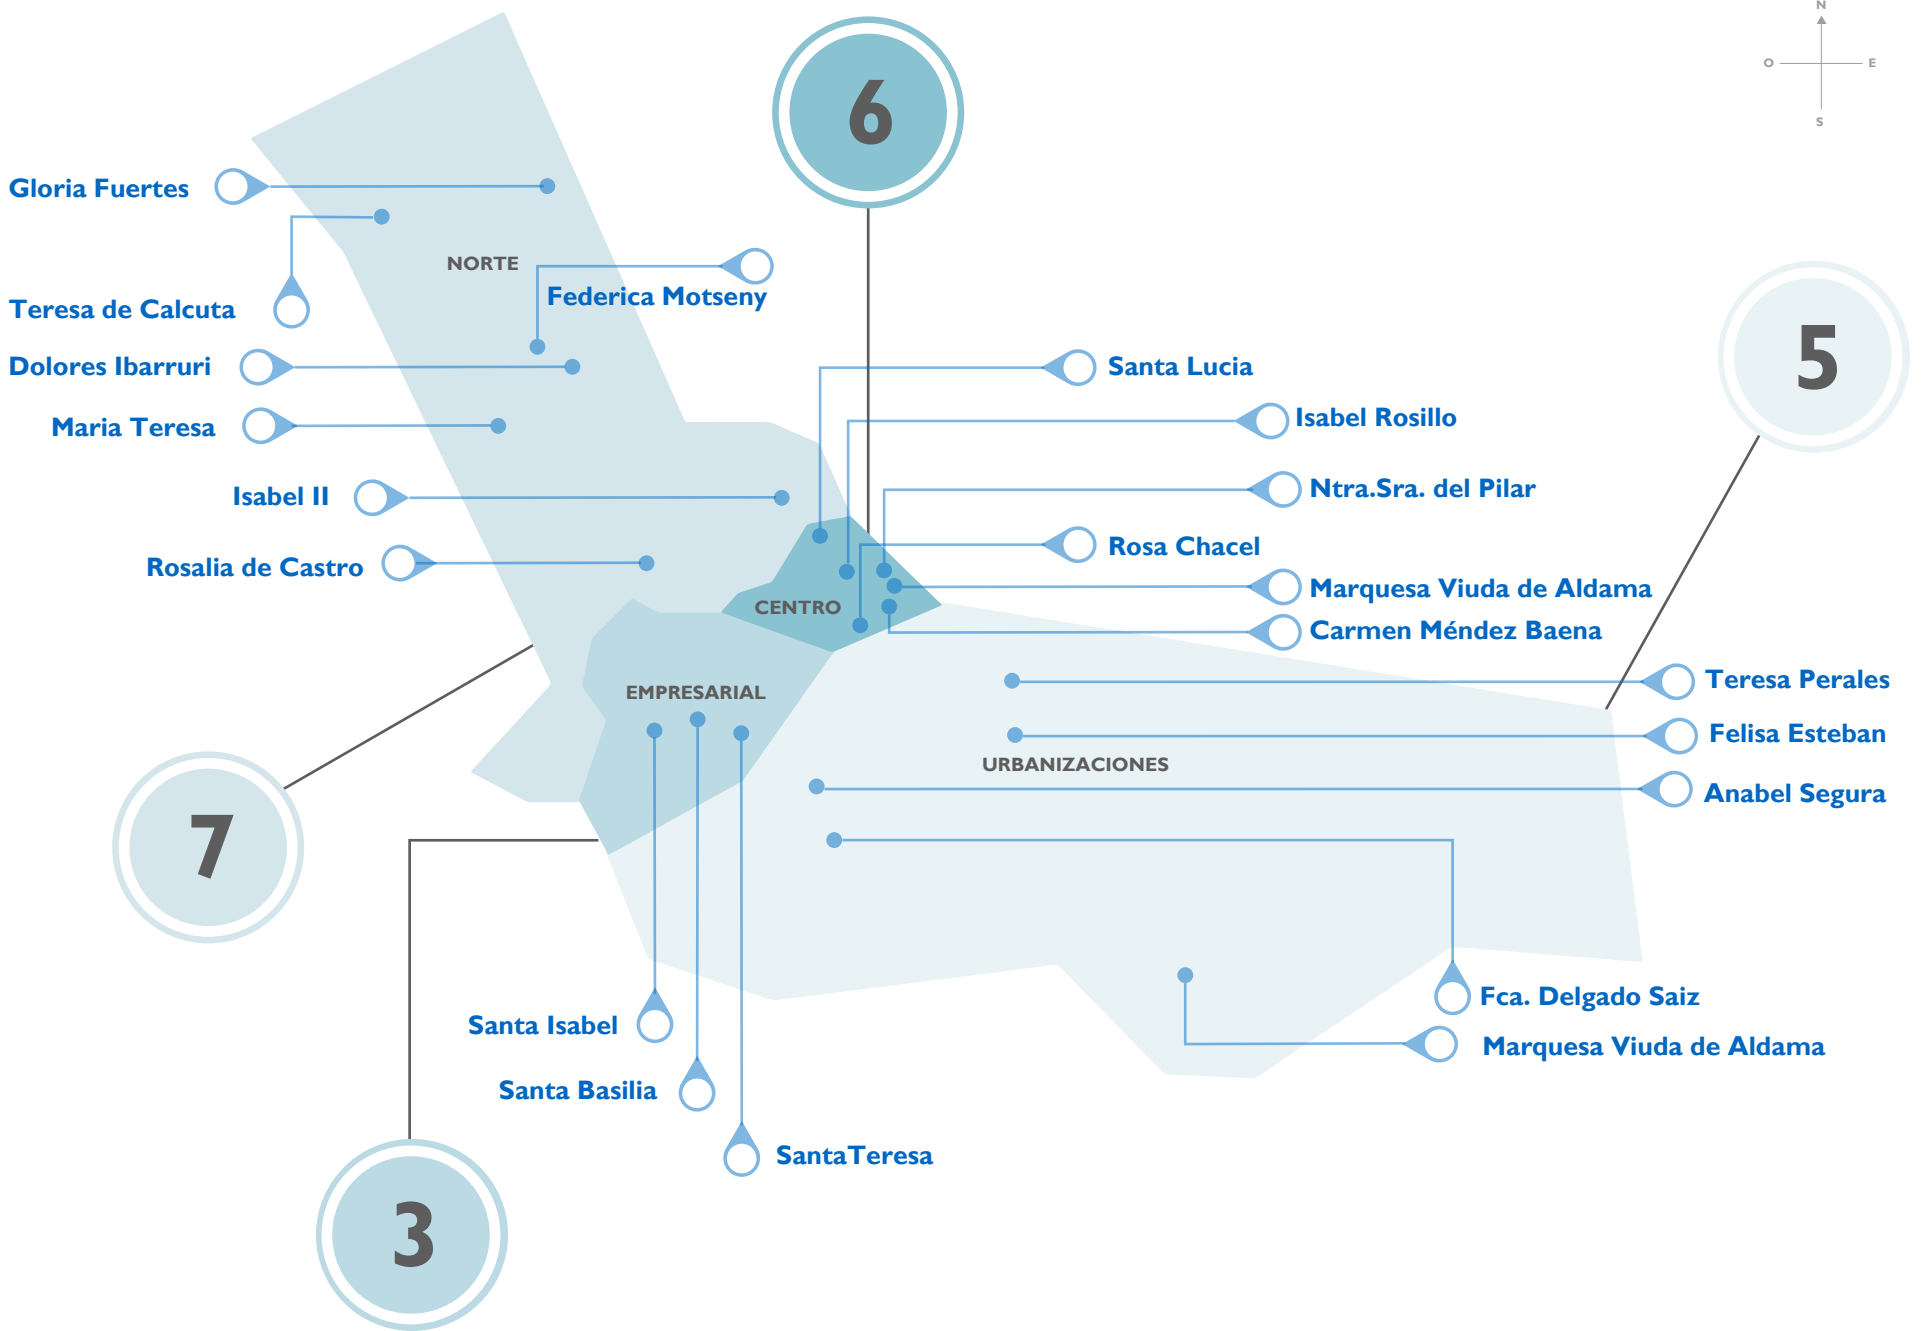 N
O
E
S
6
Gloria Fuertes
NORTE
Federica Motseny
Teresa de Calcuta
Dolores Ibarruri
Santa Lucia
5
Maria Teresa
Isabel Rosillo
Isabel II
Ntra.Sra. del Pilar
Rosalia de Castro
Rosa Chacel
Marquesa Viuda de Aldama
CENTRO
Carmen Méndez Baena
EMPRESARIAL
Teresa Perales
Felisa Esteban
URBANIZACIONES
Anabel Segura
7
Fca. Delgado Saiz
Santa Isabel
Marquesa Viuda de Aldama
Santa Basilia
SantaTeresa
3